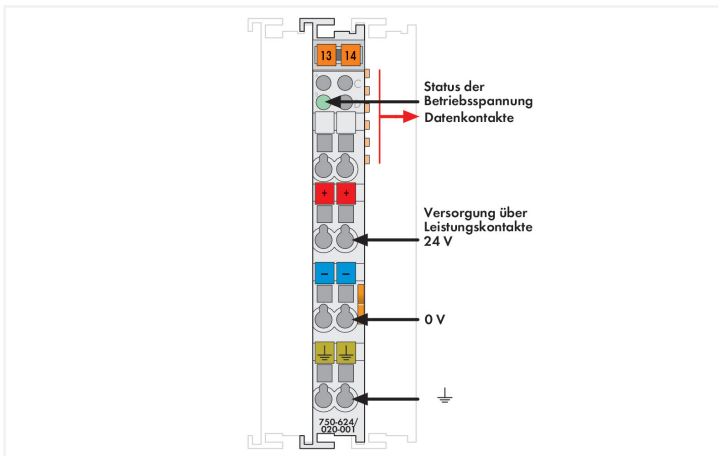 13 14
C
Status der
Betriebsspannung
Datenkontakte
+ +
Versorgung über
Leistungskontakte
24 V
− −
0 V
750-624/
020-001